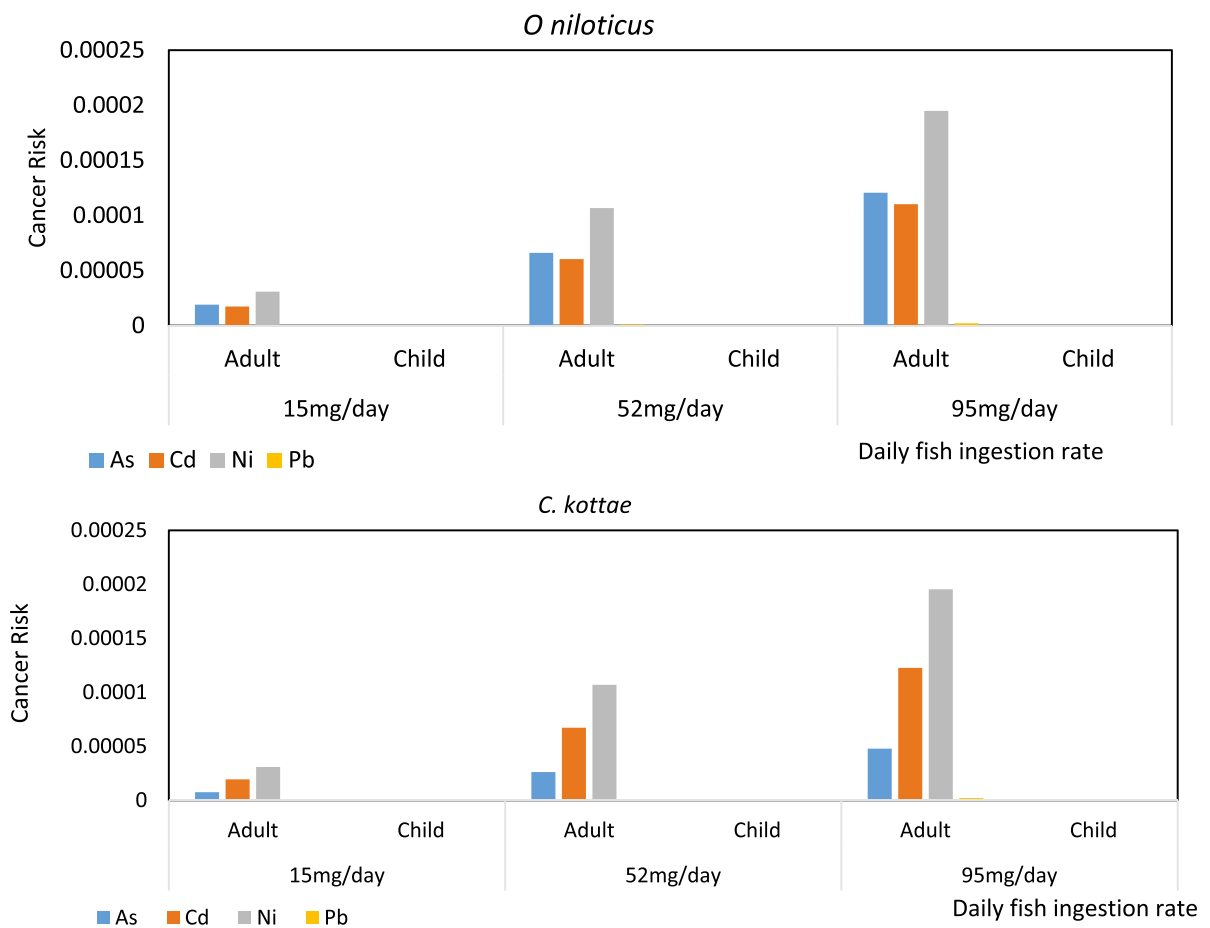 O niloticus
0.00025
0.0002
0.00015
0.0001
0.00005
0
Cancer Risk
Adult Child Adult Child Adult Child
15mg/day 52mg/day 95mg/day
Daily fish ingestion rate
As Cd Ni Pb
C. kottae
0.00025
0.0002
0.00015
0.0001
0.00005
0
Cancer Risk
Adult Child Adult Child Adult Child
15mg/day 52mg/day 95mg/day
Daily fish ingestion rate
As Cd Ni Pb